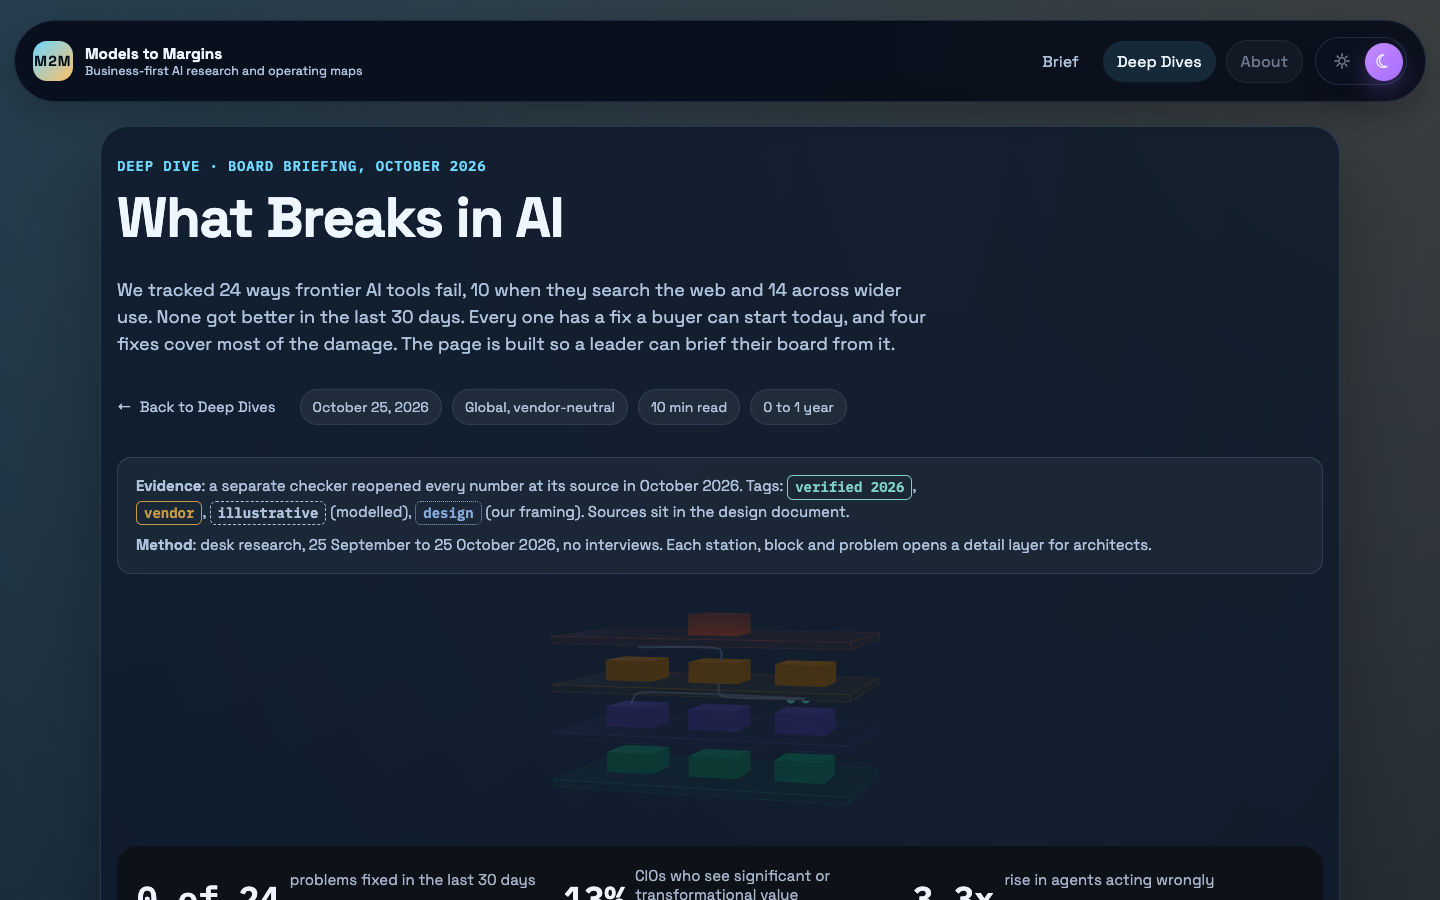 M2M
Models to Margins
Business-first AI research and operating maps
Brief
Deep Dives
About
DEEP DIVE · BOARD BRIEFING, OCTOBER 2026
What Breaks in AI
We tracked 24 ways frontier AI tools fail, 10 when they search the web and 14 across wider
use. None got better in the last 30 days. Every one has a fix a buyer can start today, and four
fixes cover most of the damage. The page is built so a leader can brief their board from it.
← Back to Deep Dives
October 25, 2026
Global, vendor-neutral
10 min read
0 to 1 year
Evidence: a separate checker reopened every number at its source in October 2026. Tags: verified 2026,
vendor, illustrative (modelled), design (our framing). Sources sit in the design document.
Method: desk research, 25 September to 25 October 2026, no interviews. Each station, block and problem opens a detail layer for architects.
0 of 24 problems fixed in the last 30 days
13% CIOs who see significant or
transformational value
3.3x rise in agents acting wrongly